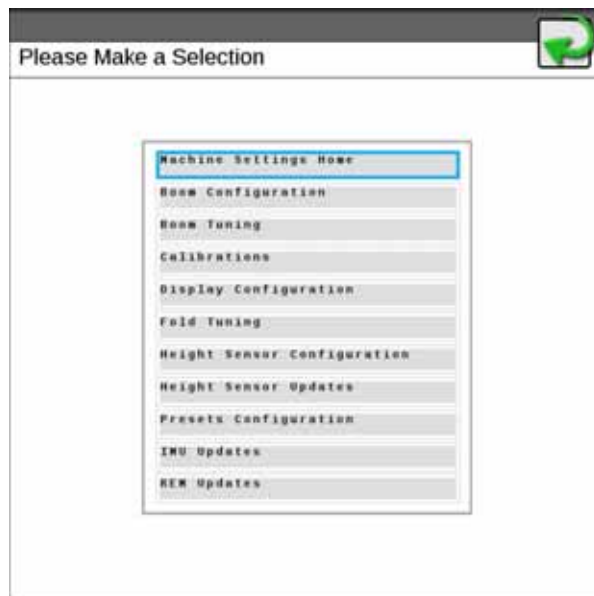 Please Make a Selection
Machine Settings Home
Boom Configuration
Boom Tuning
Calibrations
Display Configuration
Fold Tuning
Height Sensor Configuration
Height Sensor Updates
Presets Configuration
IMU Updates
REM Updates